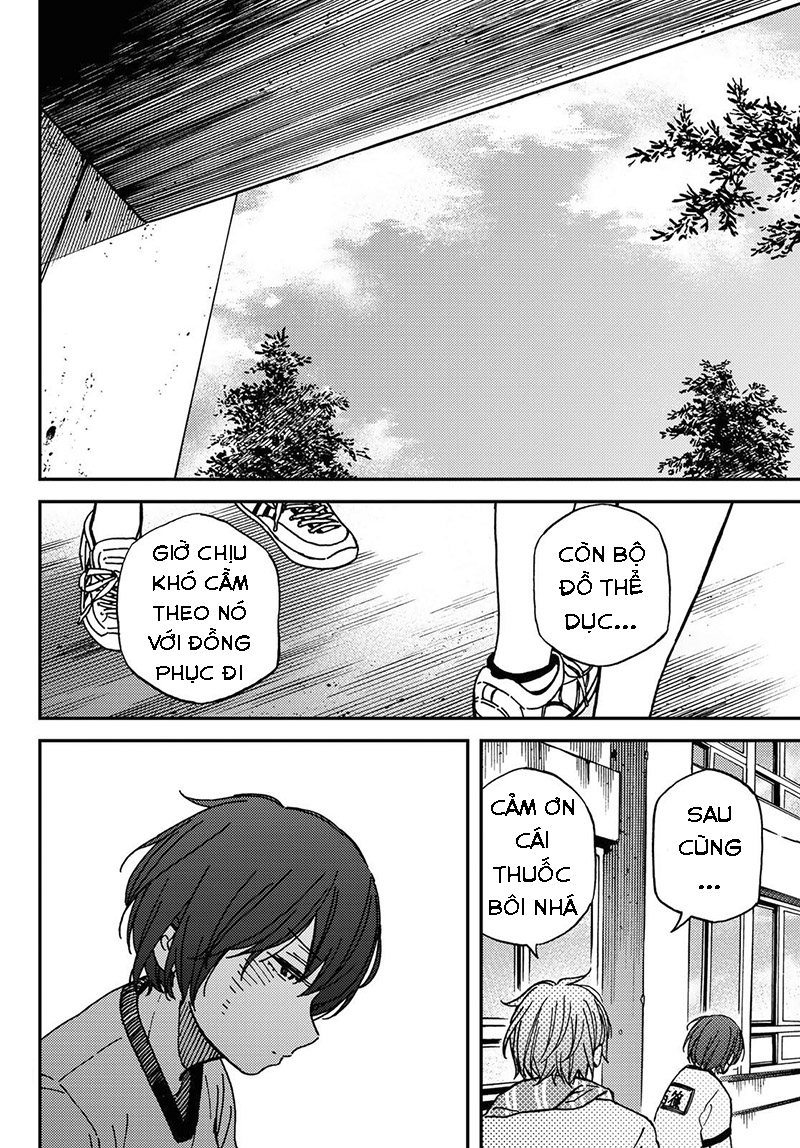 CÒN BỘ
ĐỒ THỂ
DỤC...
GIỜ CHỊU
KHÓ CẦM
THEO NÓ
VỚI ĐỒNG
PHỤC ĐI
SAU
CÙNG
...
CẢM ƠN
CÁI
THUỐC
BÔI NHÁ